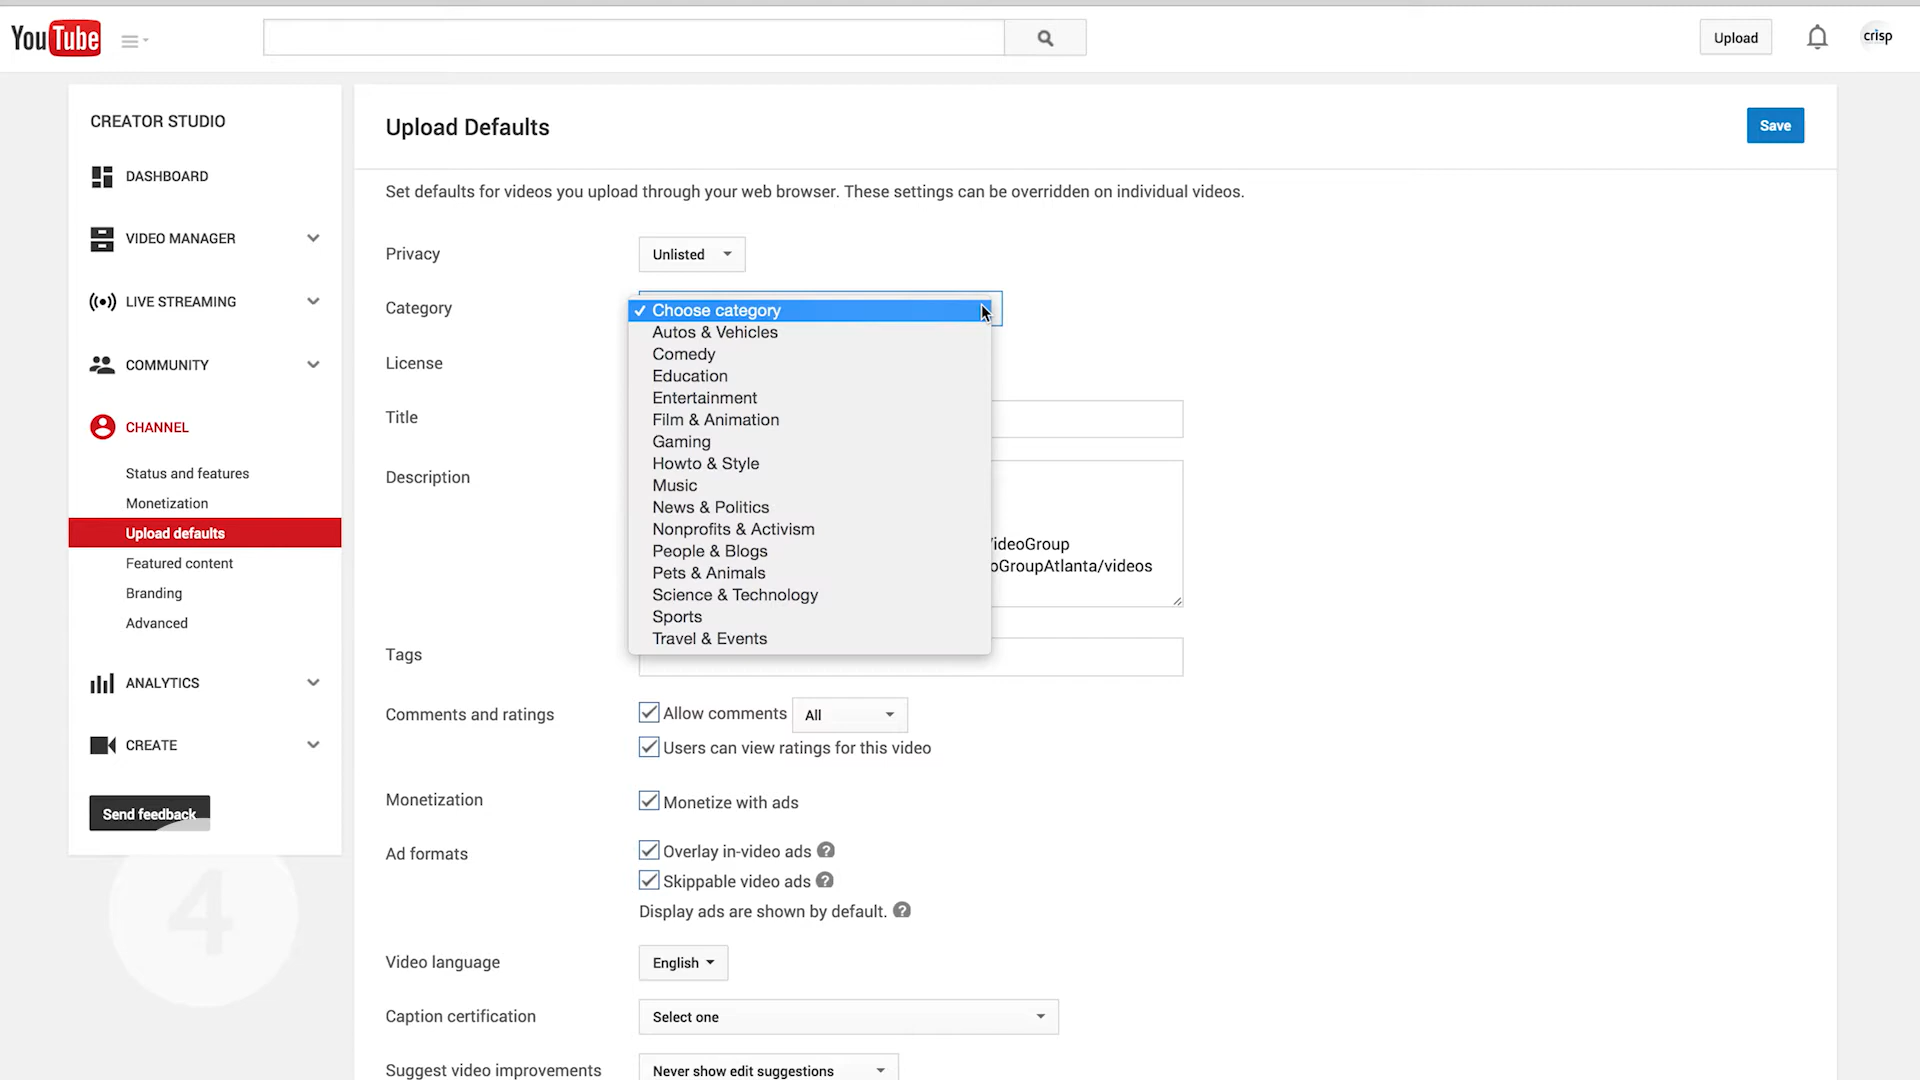 YouTube
Upload
crisp
CREATOR STUDIO
DASHBOARD
VIDEO MANAGER
LIVE STREAMING
COMMUNITY
CHANNEL
Status and features
Monetization
Upload defaults
Featured content
Branding
Advanced
ANALYTICS
CREATE
Send feedback
4
Upload Defaults
Save
Set defaults for videos you upload through your web browser. These settings can be overridden on individual videos.
Privacy
Unlisted
Category
Choose category
Autos & Vehicles
Comedy
Education
Entertainment
Film & Animation
Gaming
Howto & Style
Music
News & Politics
Nonprofits & Activism
People & Blogs
Pets & Animals
Science & Technology
Sports
Travel & Events
License
Title
Description
VideoGroup
oGroupAtlanta/videos
Tags
Comments and ratings
Allow comments All
Users can view ratings for this video
Monetization
Monetize with ads
Ad formats
Overlay in-video ads ?
Skippable video ads ?
Display ads are shown by default. ?
Video language
English
Caption certification
Select one
Suggest video improvements
Never show edit suggestions